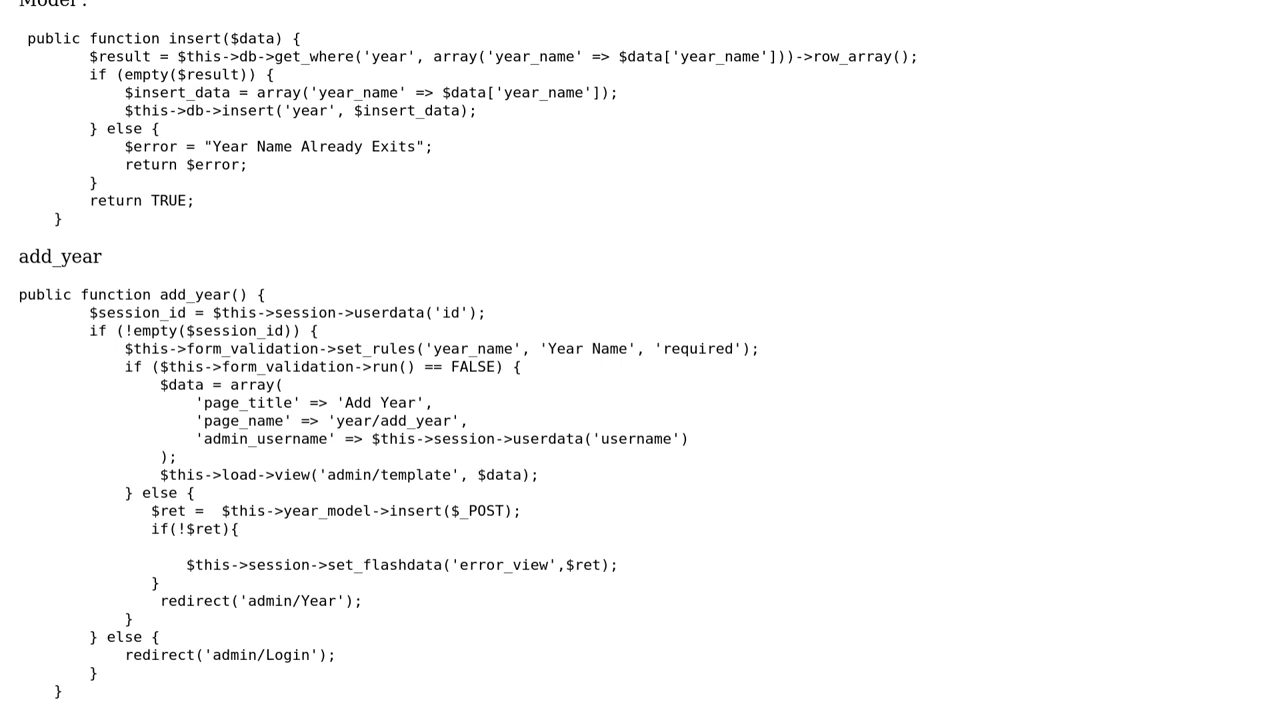 Model :
public function insert($data) {
$result = $this->db->get_where('year', array('year_name' => $data['year_name']))->row_array();
if (empty($result)) {
$insert_data = array('year_name' => $data['year_name']);
$this->db->insert('year', $insert_data);
} else {
$error = "Year Name Already Exits";
return $error;
}
return TRUE;
}
add_year
public function add_year() {
$session_id = $this->session->userdata('id');
if (!empty($session_id)) {
$this->form_validation->set_rules('year_name', 'Year Name', 'required');
if ($this->form_validation->run() == FALSE) {
$data = array(
'page_title' => 'Add Year',
'page_name' => 'year/add_year',
'admin_username' => $this->session->userdata('username')
);
$this->load->view('admin/template', $data);
} else {
$ret =  $this->year_model->insert($_POST);
if(!$ret){
$this->session->set_flashdata('error_view',$ret);
}
redirect('admin/Year');
}
} else {
redirect('admin/Login');
}
}